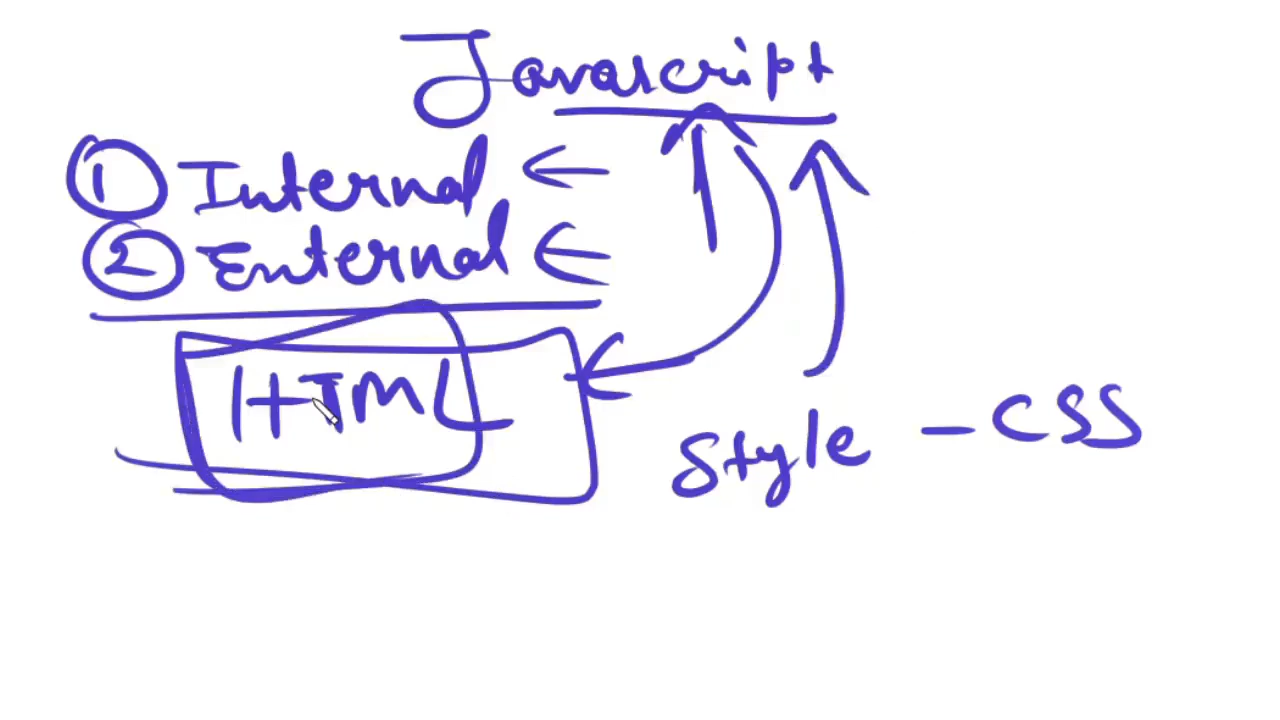 Javascript
1 Internal
2 External
HTML
Style - CSS